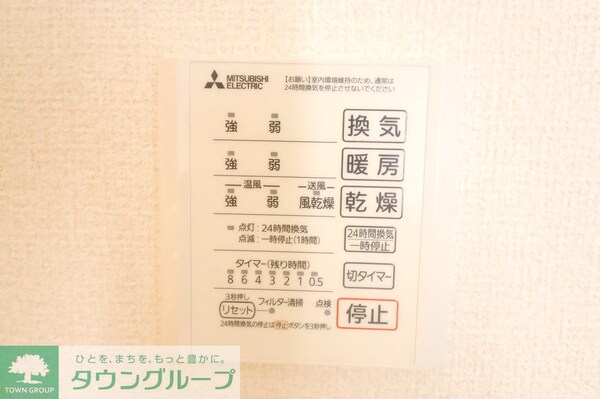 MITSUBISHI
ELECTRIC
【お願い】室内環境維持のため、通常は
24時間換気を停止させないでください
強 弱 換気
強 弱 暖房
温風 送風
強 弱 風乾燥 乾燥
点灯:24時間換気
点滅:一時停止(1時間)
24時間換気
一時停止
タイマー(残り時間)
8 6 4 3 2 1 0.5
切タイマー
3秒押し
リセット フィルター清掃 点検
停止
24時間換気の停止は停止ボタンを3秒押し
ひとを、まちを、もっと豊かに。
タウングループ
TOWN GROUP